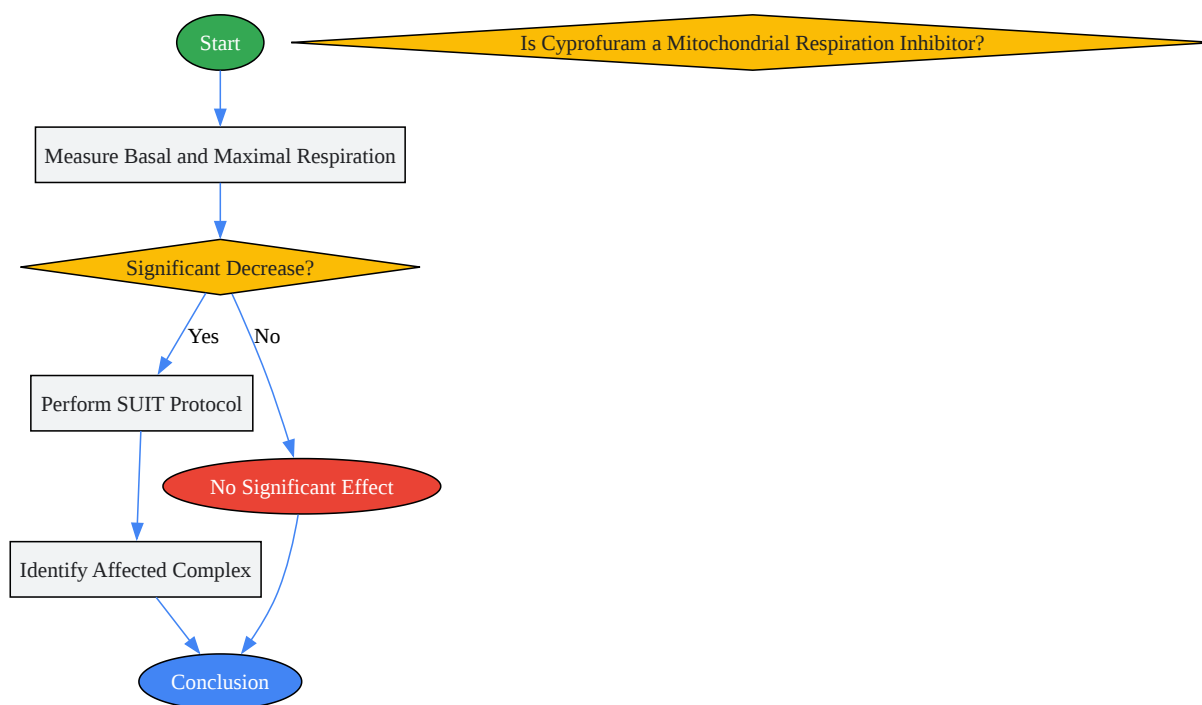 Start
Is Cyprofuram a Mitochondrial Respiration Inhibitor?
Measure Basal and Maximal Respiration
Significant Decrease?
Yes
No
Perform SUIT Protocol
No Significant Effect
Identify Affected Complex
Conclusion